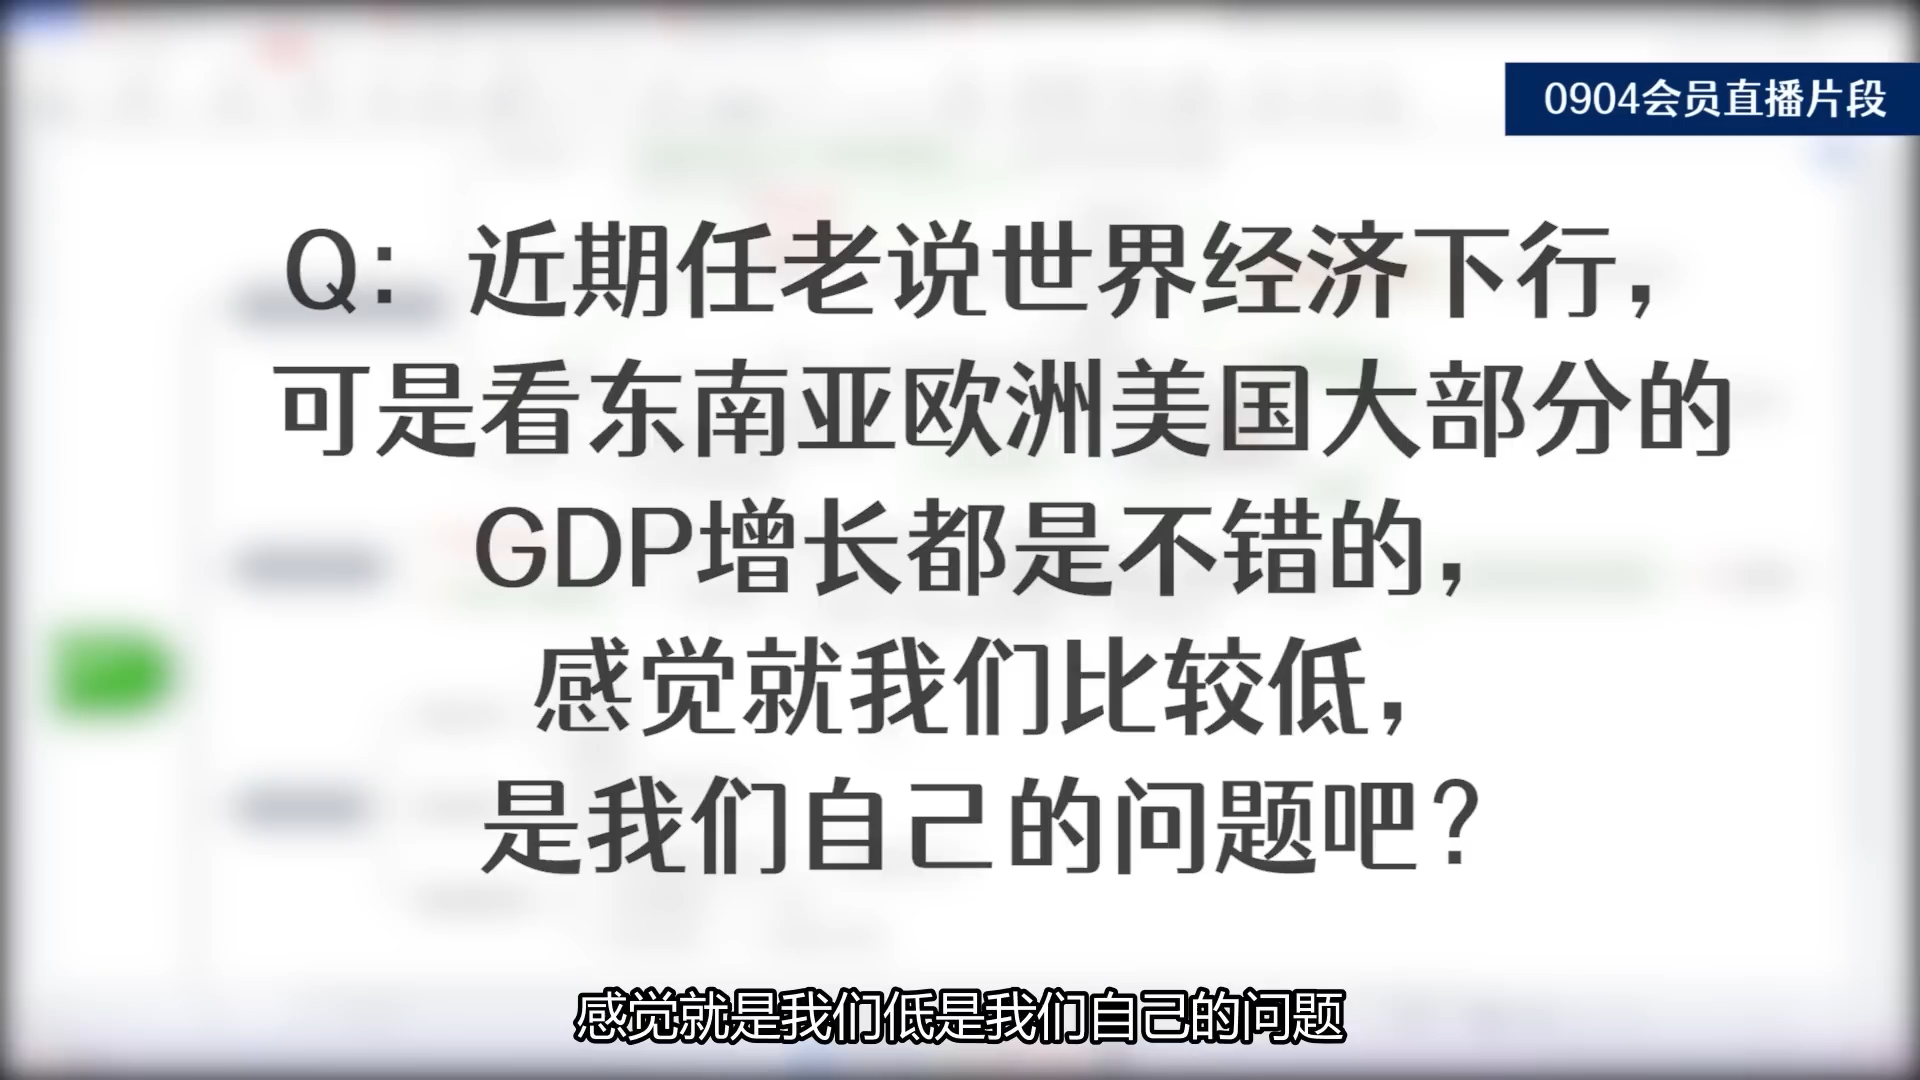 0904会员直播片段
Q：近期任老说世界经济下行，
可是看东南亚欧洲美国大部分的
GDP增长都是不错的，
感觉就我们比较低，
是我们自己的问题吧？
感觉就是我们低是我们自己的问题